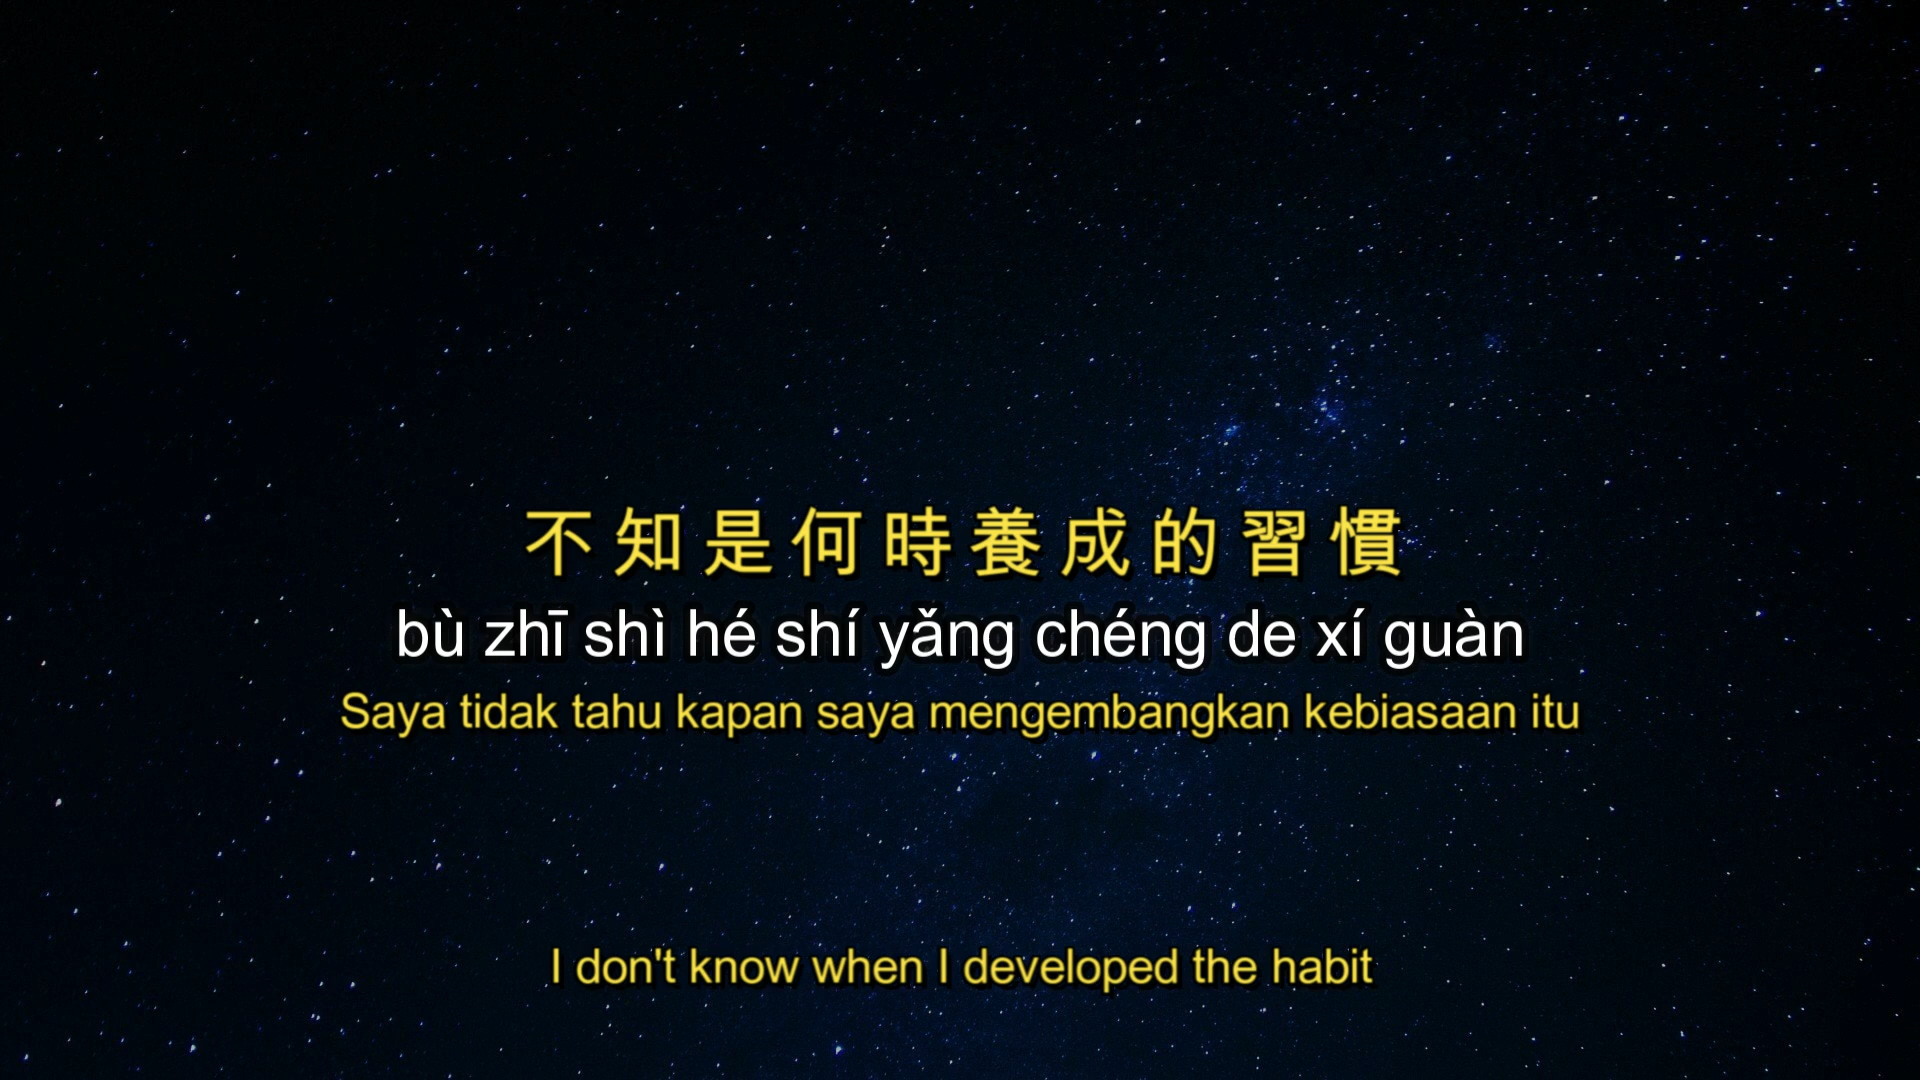 不知是何時養成的習慣
bù zhī shì hé shí yǎng chéng de xí guàn
Saya tidak tahu kapan saya mengembangkan kebiasaan itu
I don't know when I developed the habit